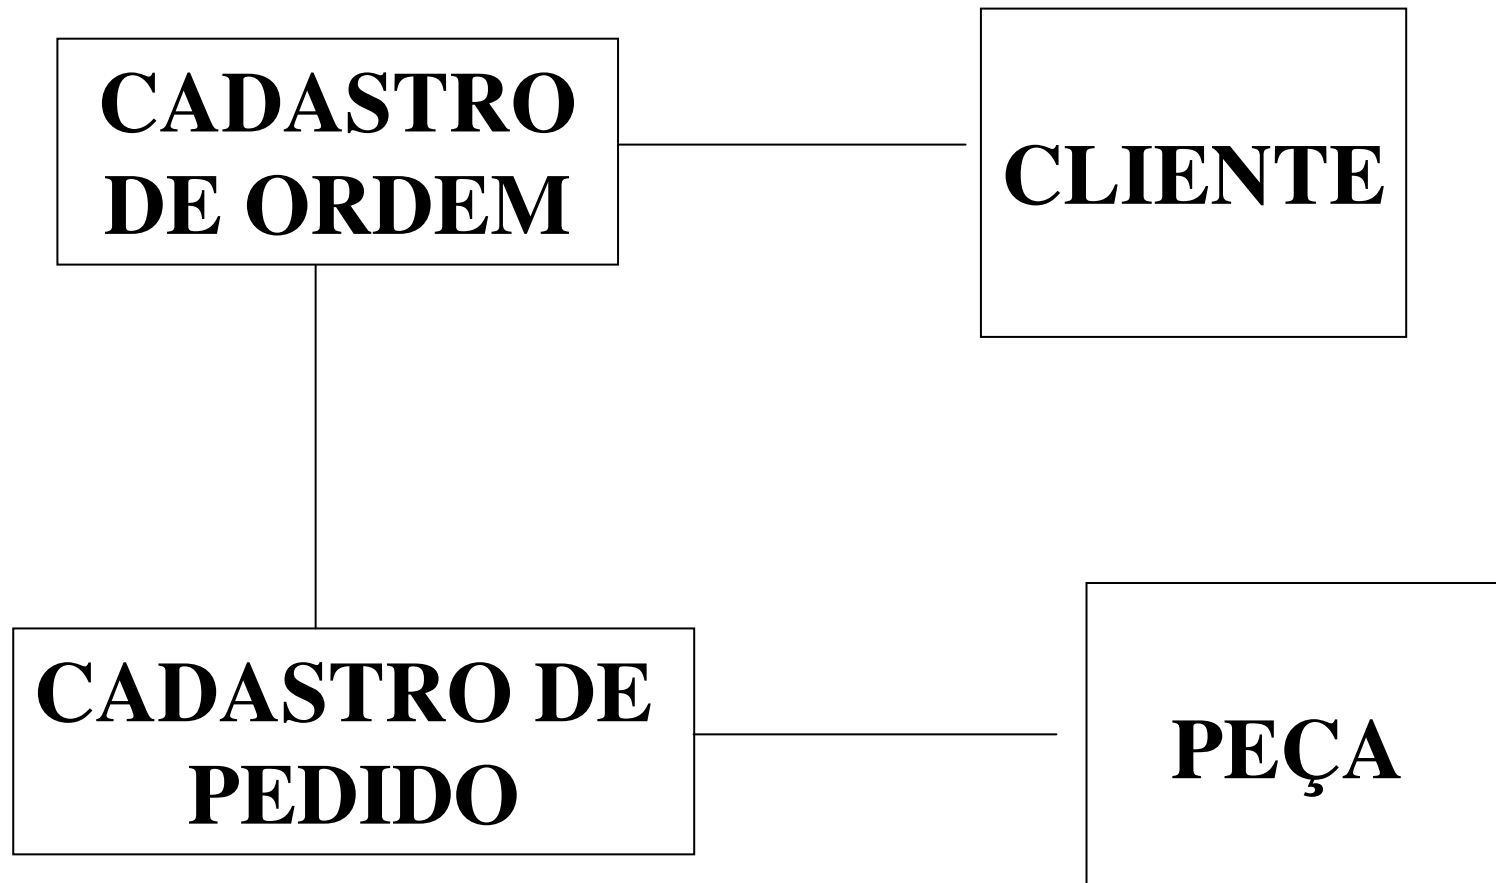 CADASTRO
DE ORDEM
CLIENTE
CADASTRO DE
PEDIDO
PEÇA